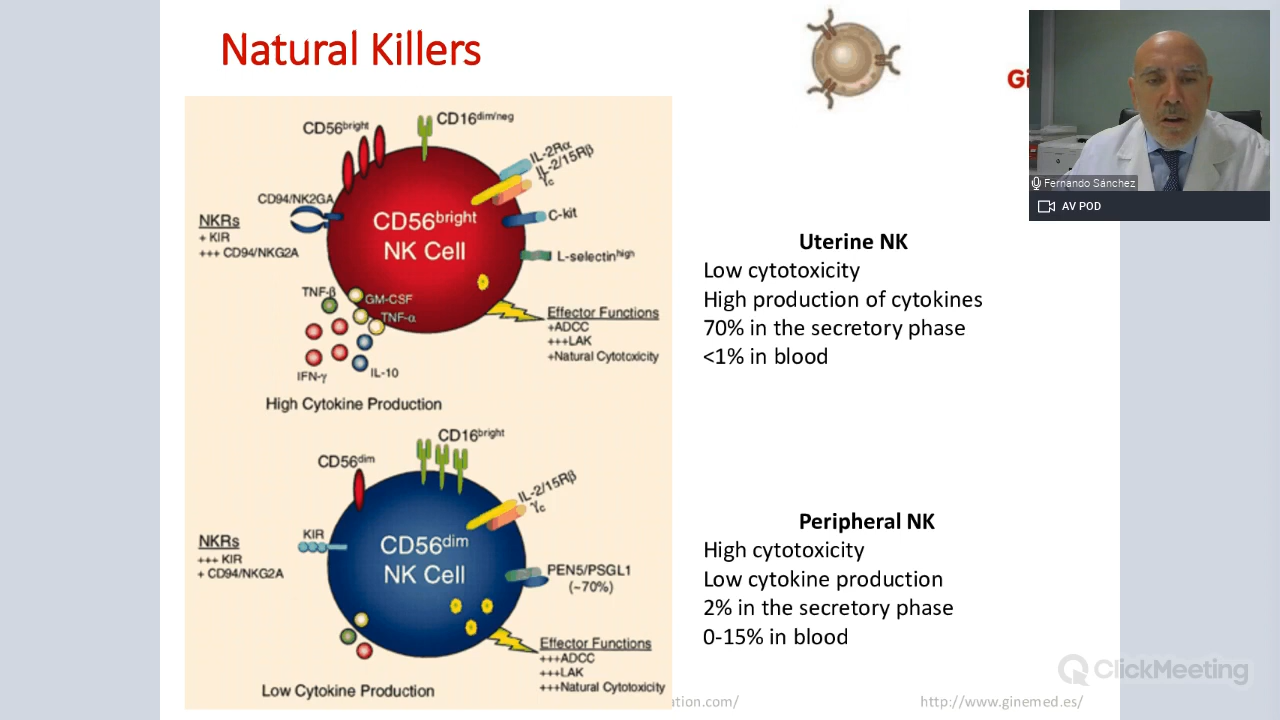 Natural Killers
Gi
Fernando Sánchez
AV POD
CD56bright
CD16dim/neg
IL-2Rα
IL-2/15Rβ
γc
CD94/NK2GA
C-kit
NKRs
+ KIR
+++ CD94/NKG2A
CD56bright
NK Cell
L-selectinhigh
TNF-β
GM-CSF
TNF-α
IFN-γ
IL-10
Effector Functions
+ADCC
+++LAK
+Natural Cytotoxicity
High Cytokine Production
Uterine NK
Low cytotoxicity
High production of cytokines
70% in the secretory phase
<1% in blood
CD56dim
CD16bright
IL-2/15Rβ
γc
NKRs
+++ KIR
+ CD94/NKG2A
KIR
CD56dim
NK Cell
PEN5/PSGL1
(~70%)
Effector Functions
+++ADCC
+++LAK
+++Natural Cytotoxicity
Low Cytokine Production
Peripheral NK
High cytotoxicity
Low cytokine production
2% in the secretory phase
0-15% in blood
ation.com/
http://www.ginemed.es/
ClickMeeting